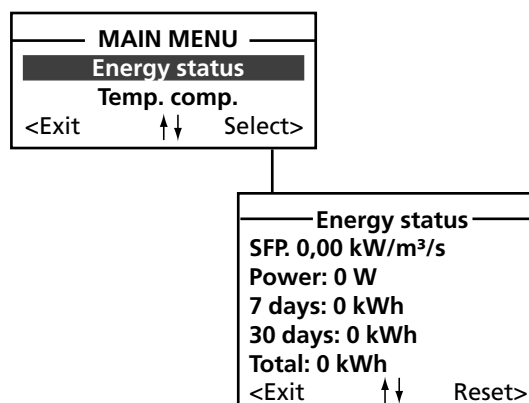 MAIN MENU
Energy status
Temp. comp.
<Exit ↑↓ Select>
Energy status
SFP. 0,00 kW/m³/s
Power: 0 W
7 days: 0 kWh
30 days: 0 kWh
Total: 0 kWh
<Exit ↑↓ Reset>